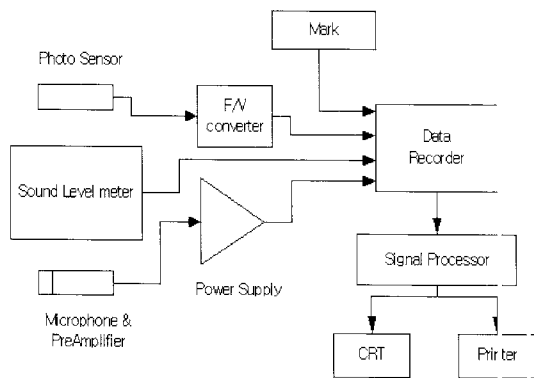 Mark
Photo Sensor
F/V
converter
Data
Recorder
Sound Level meter
Signal Processor
Power Supply
Microphone &
PreAmplifier
CRT
Printer